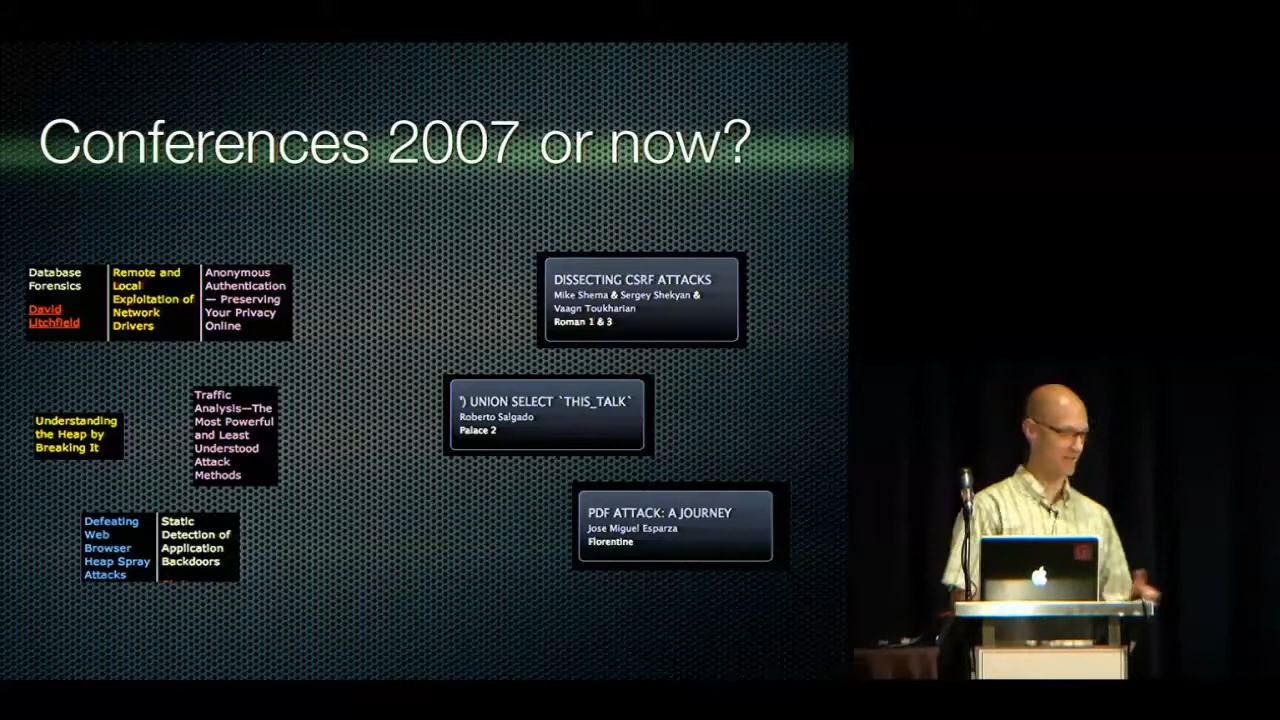 Conferences 2007 or now?
Database
Forensics
David
Litchfield
Remote and
Local
Exploitation of
Network
Drivers
Anonymous
Authentication
— Preserving
Your Privacy
Online
DISSECTING CSRF ATTACKS
Mike Shema & Sergey Shekyan &
Vaagn Toukharian
Roman 1 & 3
Understanding
the Heap by
Breaking It
Traffic
Analysis—The
Most Powerful
and Least
Understood
Attack
Methods
') UNION SELECT `THIS_TALK`
Roberto Salgado
Palace 2
Defeating
Web
Browser
Heap Spray
Attacks
Static
Detection of
Application
Backdoors
PDF ATTACK: A JOURNEY
Jose Miguel Esparza
Florentine